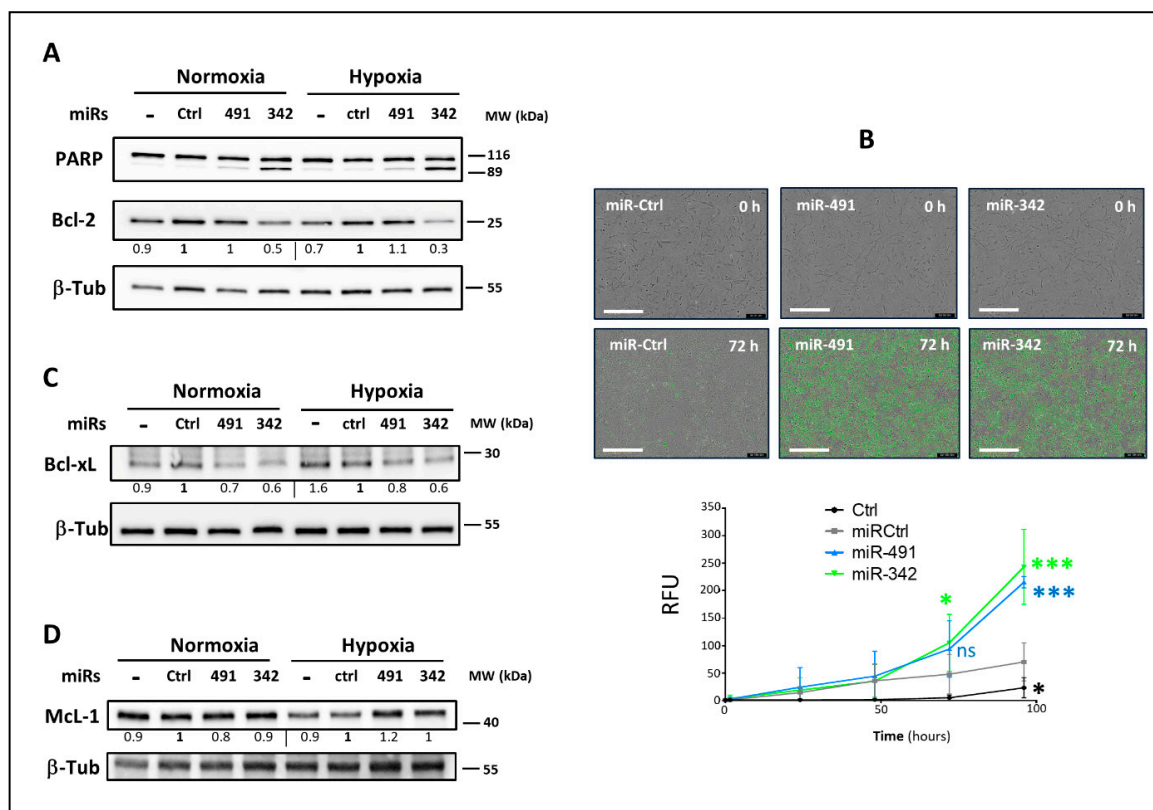 A
Normoxia Hypoxia
miRs - Ctrl 491 342 - ctrl 491 342 MW (kDa)
PARP 116
89
Bcl-2 25
0.9 1 1 0.5 0.7 1 1.1 0.3
β-Tub 55
B
miR-Ctrl 0 h miR-491 0 h miR-342 0 h
miR-Ctrl 72 h miR-491 72 h miR-342 72 h
C
Normoxia Hypoxia
miRs - Ctrl 491 342 - ctrl 491 342 MW (kDa)
Bcl-xL 30
0.9 1 0.7 0.6 1.6 1 0.8 0.6
β-Tub 55
D
Normoxia Hypoxia
miRs - Ctrl 491 342 - ctrl 491 342 MW (kDa)
McL-1 40
0.9 1 0.8 0.9 0.9 1 1.2 1
β-Tub 55
Ctrl
miRCtrl
miR-491
miR-342
RFU
350
300
250
200
150
100
50
0
* ***
***
ns
*
0 50 100
Time (hours)